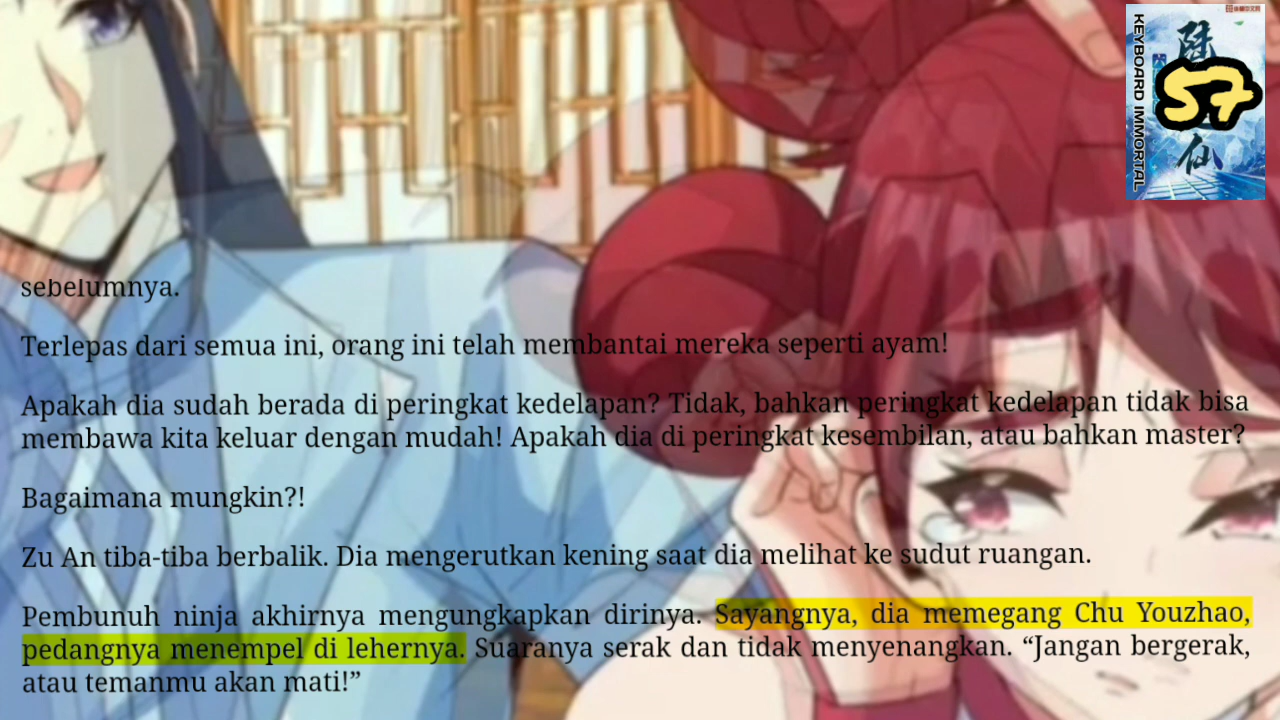 陆
仙
KEYBOARD IMMORTAL
57
sebelumnya.
Terlepas dari semua ini, orang ini telah membantai mereka seperti ayam!
Apakah dia sudah berada di peringkat kedelapan? Tidak, bahkan peringkat kedelapan tidak bisa
membawa kita keluar dengan mudah! Apakah dia di peringkat kesembilan, atau bahkan master?
Bagaimana mungkin?!
Zu An tiba-tiba berbalik. Dia mengerutkan kening saat dia melihat ke sudut ruangan.
Pembunuh ninja akhirnya mengungkapkan dirinya. Sayangnya, dia memegang Chu Youzhao,
pedangnya menempel di lehernya. Suaranya serak dan tidak menyenangkan. “Jangan bergerak,
atau temanmu akan mati!”